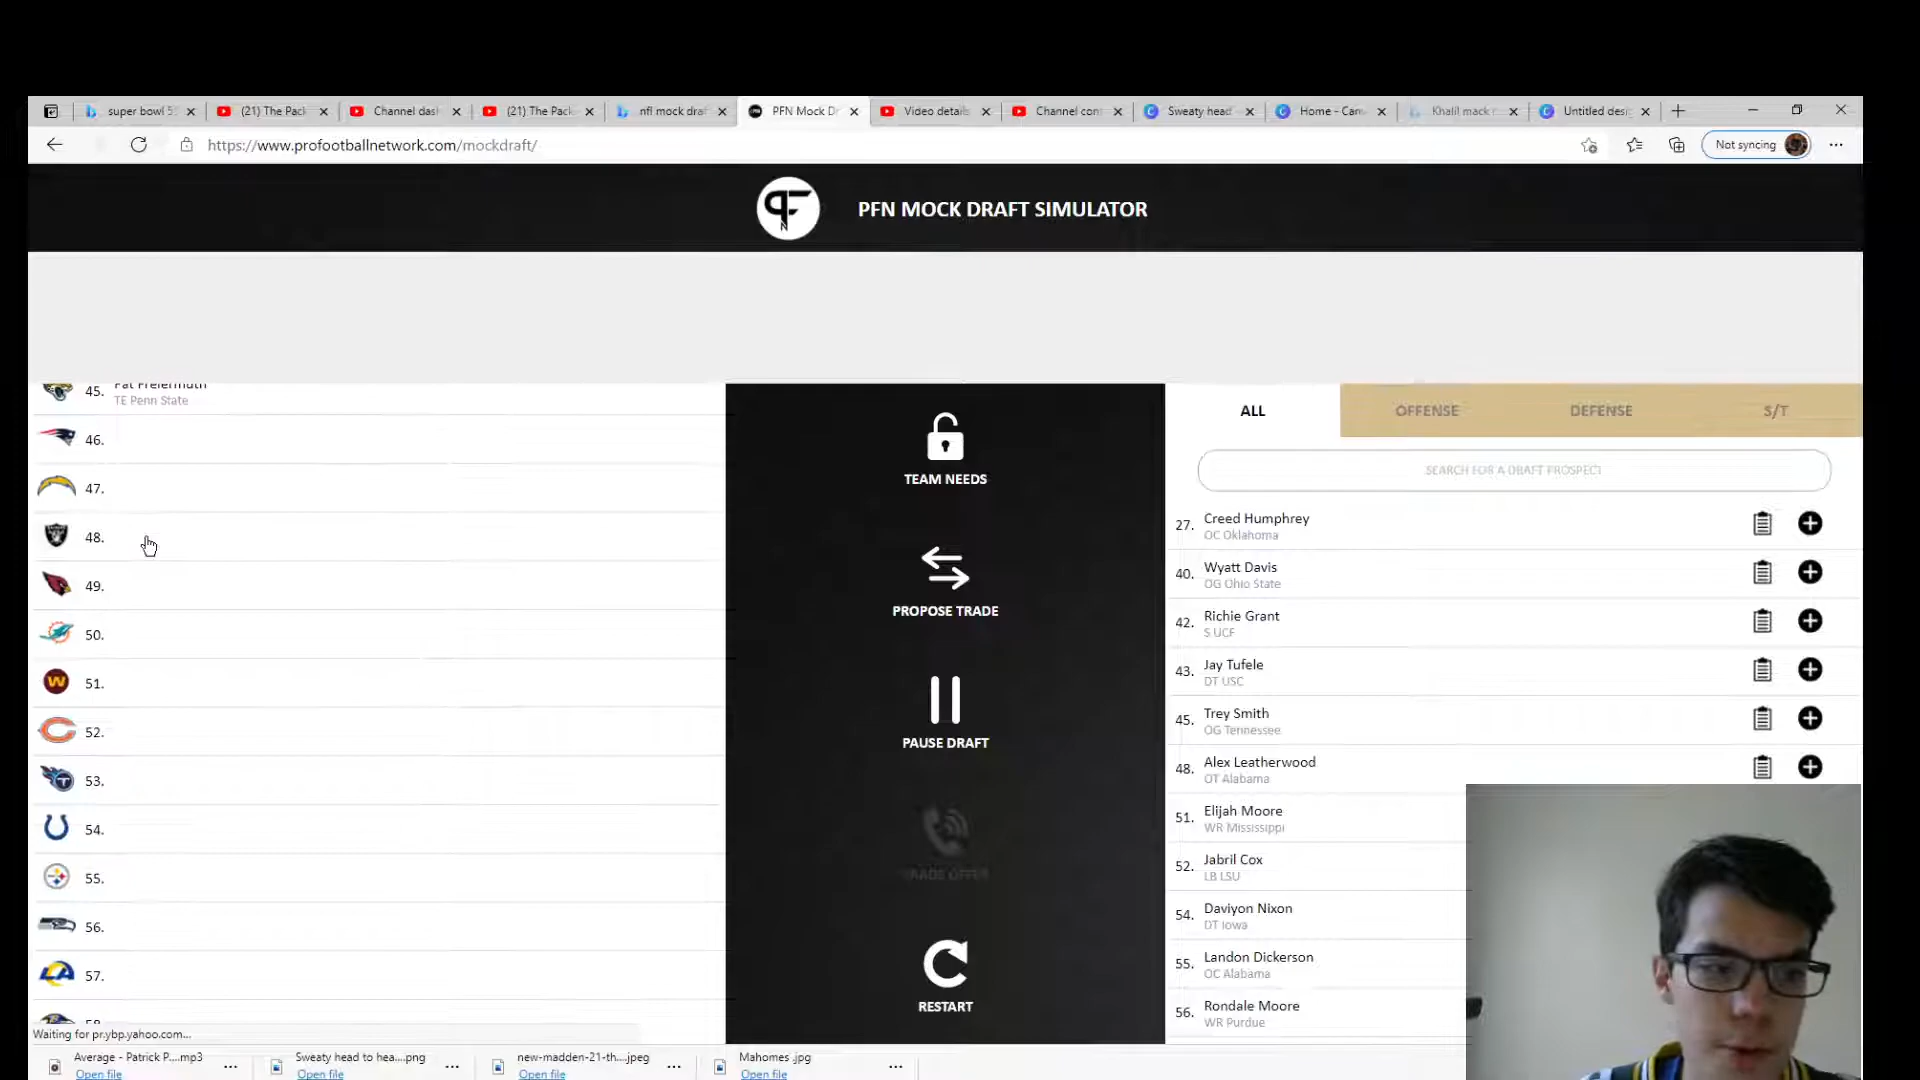 super bowl 5
(21) The Pack
Channel dash
(21) The Pack
nfl mock draf
PFN Mock Dr
Video details
Channel con
Sweaty head
Home - Can
Khalil mack
Untitled desi
https://www.profootballnetwork.com/mockdraft/
Not syncing
PFN MOCK DRAFT SIMULATOR
45. Pat Freiermuth
TE Penn State
46.
47.
48.
49.
50.
51.
52.
53.
54.
55.
56.
57.
58.
TEAM NEEDS
PROPOSE TRADE
PAUSE DRAFT
TRADE OFFER
RESTART
ALL
OFFENSE
DEFENSE
S/T
SEARCH FOR A DRAFT PROSPECT
27. Creed Humphrey
OC Oklahoma
40. Wyatt Davis
OG Ohio State
42. Richie Grant
S UCF
43. Jay Tufele
DT USC
45. Trey Smith
OG Tennessee
48. Alex Leatherwood
OT Alabama
51. Elijah Moore
WR Mississippi
52. Jabril Cox
LB LSU
54. Daviyon Nixon
DT Iowa
55. Landon Dickerson
OC Alabama
56. Rondale Moore
WR Purdue
Waiting for pr.ybp.yahoo.com...
Average - Patrick P....mp3
Open file
Sweaty head to hea....png
Open file
new-madden-21-th....jpeg
Open file
Mahomes .jpg
Open file